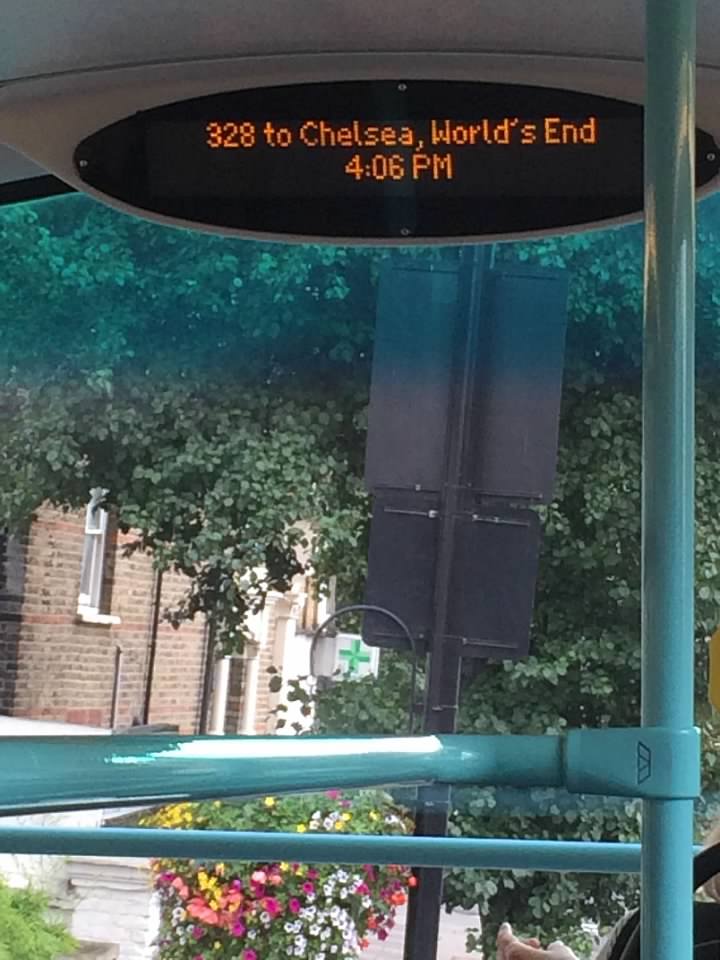 328 to Chelsea, World's End
4:06 PM